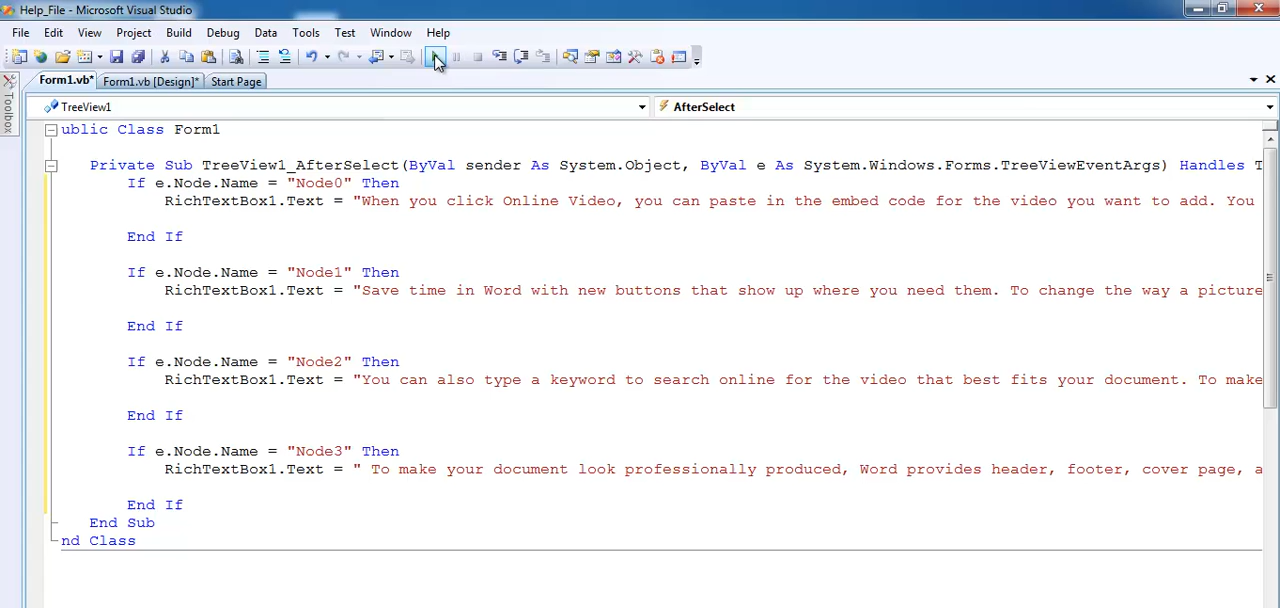 Help_File - Microsoft Visual Studio
File Edit View Project Build Debug Data Tools Test Window Help
Form1.vb* Form1.vb [Design]* Start Page
Toolbox
TreeView1 AfterSelect
ublic Class Form1
Private Sub TreeView1_AfterSelect(ByVal sender As System.Object, ByVal e As System.Windows.Forms.TreeViewEventArgs) Handles T
If e.Node.Name = "Node0" Then
RichTextBox1.Text = "When you click Online Video, you can paste in the embed code for the video you want to add. You
End If
If e.Node.Name = "Node1" Then
RichTextBox1.Text = "Save time in Word with new buttons that show up where you need them. To change the way a picture
End If
If e.Node.Name = "Node2" Then
RichTextBox1.Text = "You can also type a keyword to search online for the video that best fits your document. To make
End If
If e.Node.Name = "Node3" Then
RichTextBox1.Text = " To make your document look professionally produced, Word provides header, footer, cover page, a
End If
End Sub
nd Class